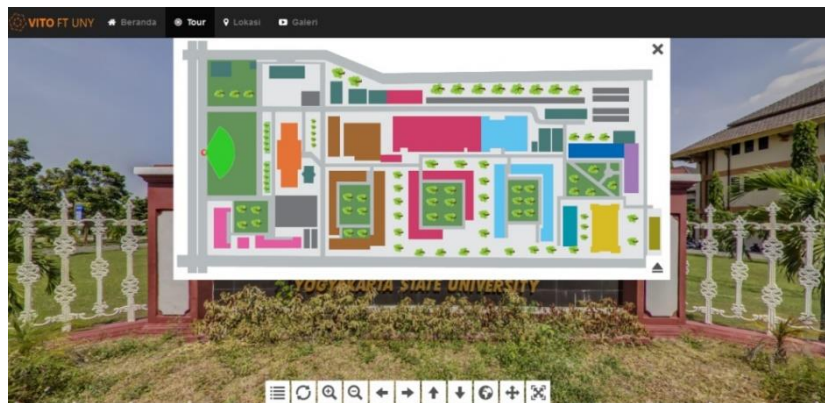 VITO FT UNY Beranda Tour Lokasi Galeri
YOGYAKARTA STATE UNIVERSITY